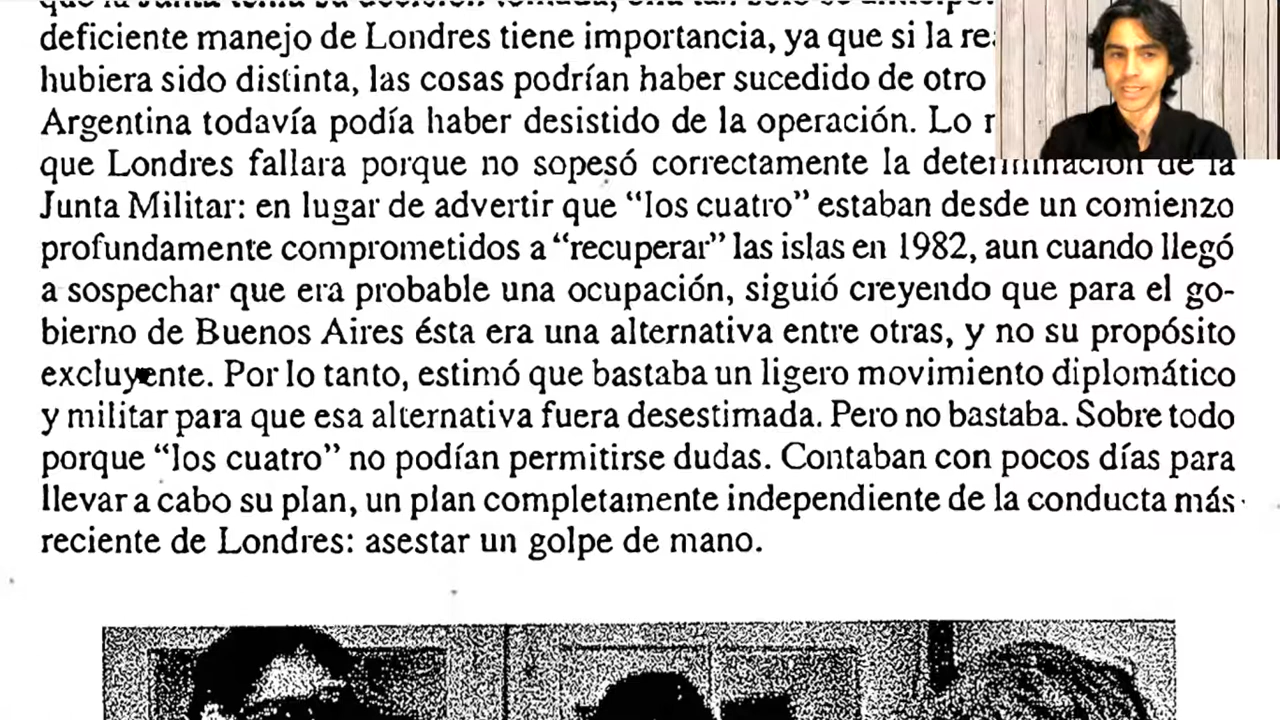 deficiente manejo de Londres tiene importancia, ya que si la
hubiera sido distinta, las cosas podrían haber sucedido de otro
Argentina todavía podía haber desistido de la operación. Lo
que Londres fallara porque no sopesó correctamente la determinación de la
Junta Militar: en lugar de advertir que “los cuatro” estaban desde un comienzo
profundamente comprometidos a “recuperar” las islas en 1982, aun cuando llegó
a sospechar que era probable una ocupación, siguió creyendo que para el go-
bierno de Buenos Aires ésta era una alternativa entre otras, y no su propósito
excluyente. Por lo tanto, estimó que bastaba un ligero movimiento diplomático
y militar para que esa alternativa fuera desestimada. Pero no bastaba. Sobre todo
porque “los cuatro” no podían permitirse dudas. Contaban con pocos días para
llevar a cabo su plan, un plan completamente independiente de la conducta más
reciente de Londres: asestar un golpe de mano.